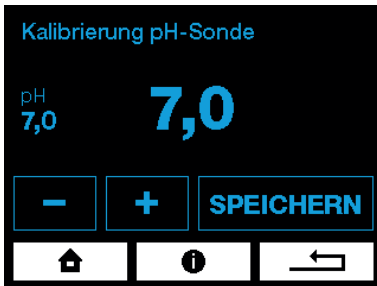 Kalibrierung pH-Sonde
pH
7,0
7,0
– + SPEICHERN